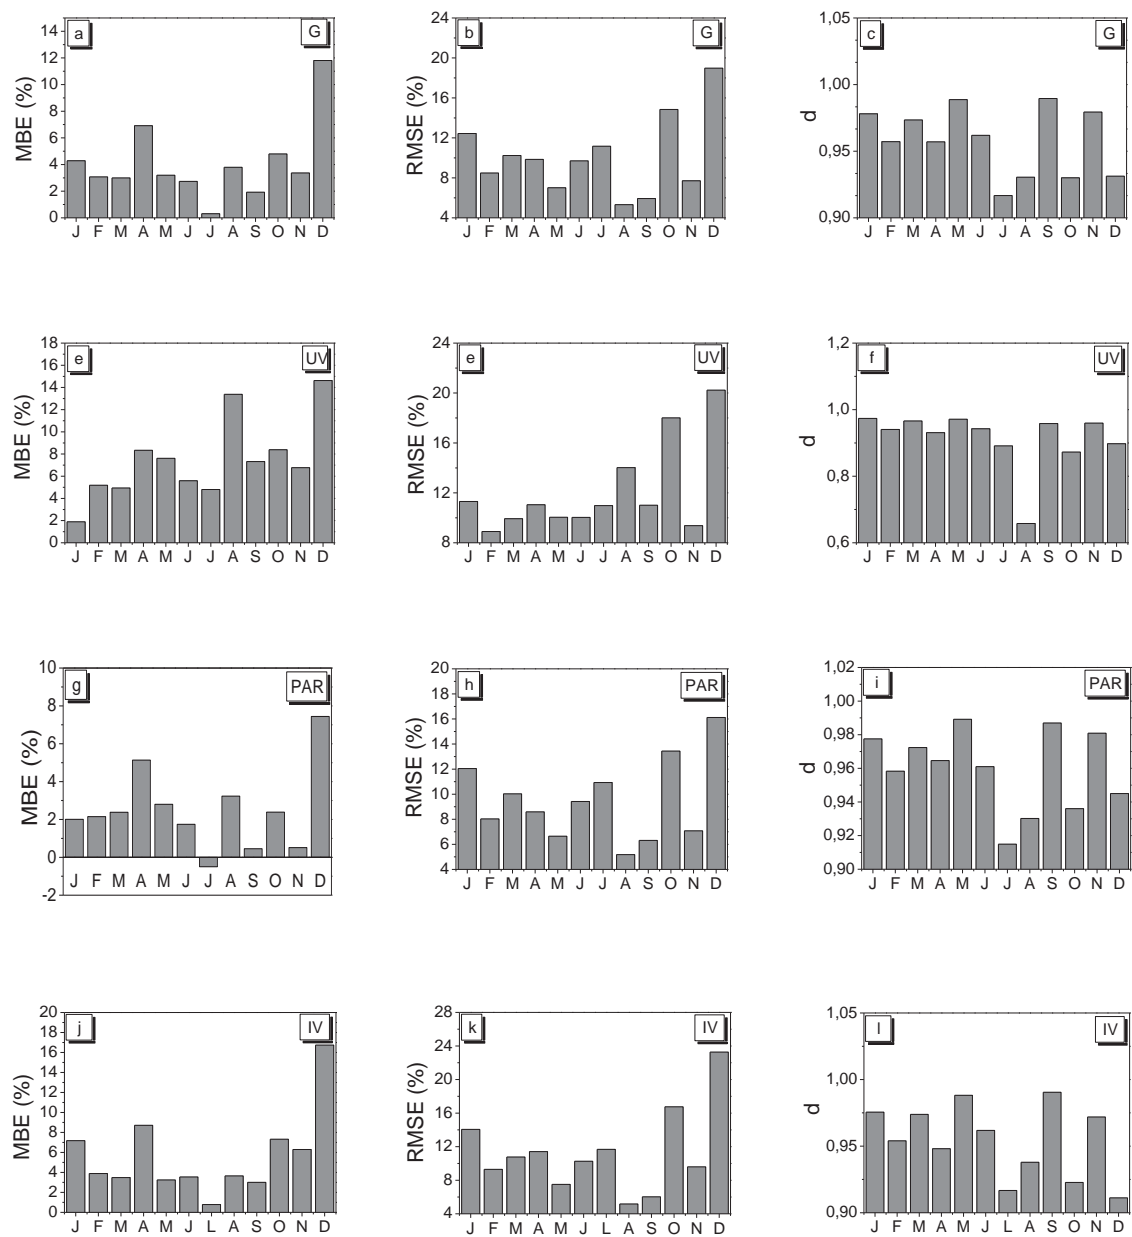 a
G
MBE (%)
14
12
10
8
6
4
2
0
J F M A M J J A S O N D
b
G
RMSE (%)
24
20
16
12
8
4
J F M A M J J A S O N D
c
G
d
1,05
1,00
0,95
0,90
J F M A M J J A S O N D
e
UV
MBE (%)
18
16
14
12
10
8
6
4
2
0
J F M A M J J A S O N D
e
UV
RMSE (%)
24
20
16
12
8
J F M A M J J A S O N D
f
UV
d
1,2
1,0
0,8
0,6
J F M A M J J A S O N D
g
PAR
MBE (%)
10
8
6
4
2
0
-2
J F M A M J J A S O N D
h
PAR
RMSE (%)
20
18
16
14
12
10
8
6
4
J F M A M J J A S O N D
i
PAR
d
1,02
1,00
0,98
0,96
0,94
0,92
0,90
J F M A M J J A S O N D
j
IV
MBE (%)
20
18
16
14
12
10
8
6
4
2
0
J F M A M J L A S O N D
k
IV
RMSE (%)
28
24
20
16
12
8
4
J F M A M J L A S O N D
l
IV
d
1,05
1,00
0,95
0,90
J F M A M J L A S O N D